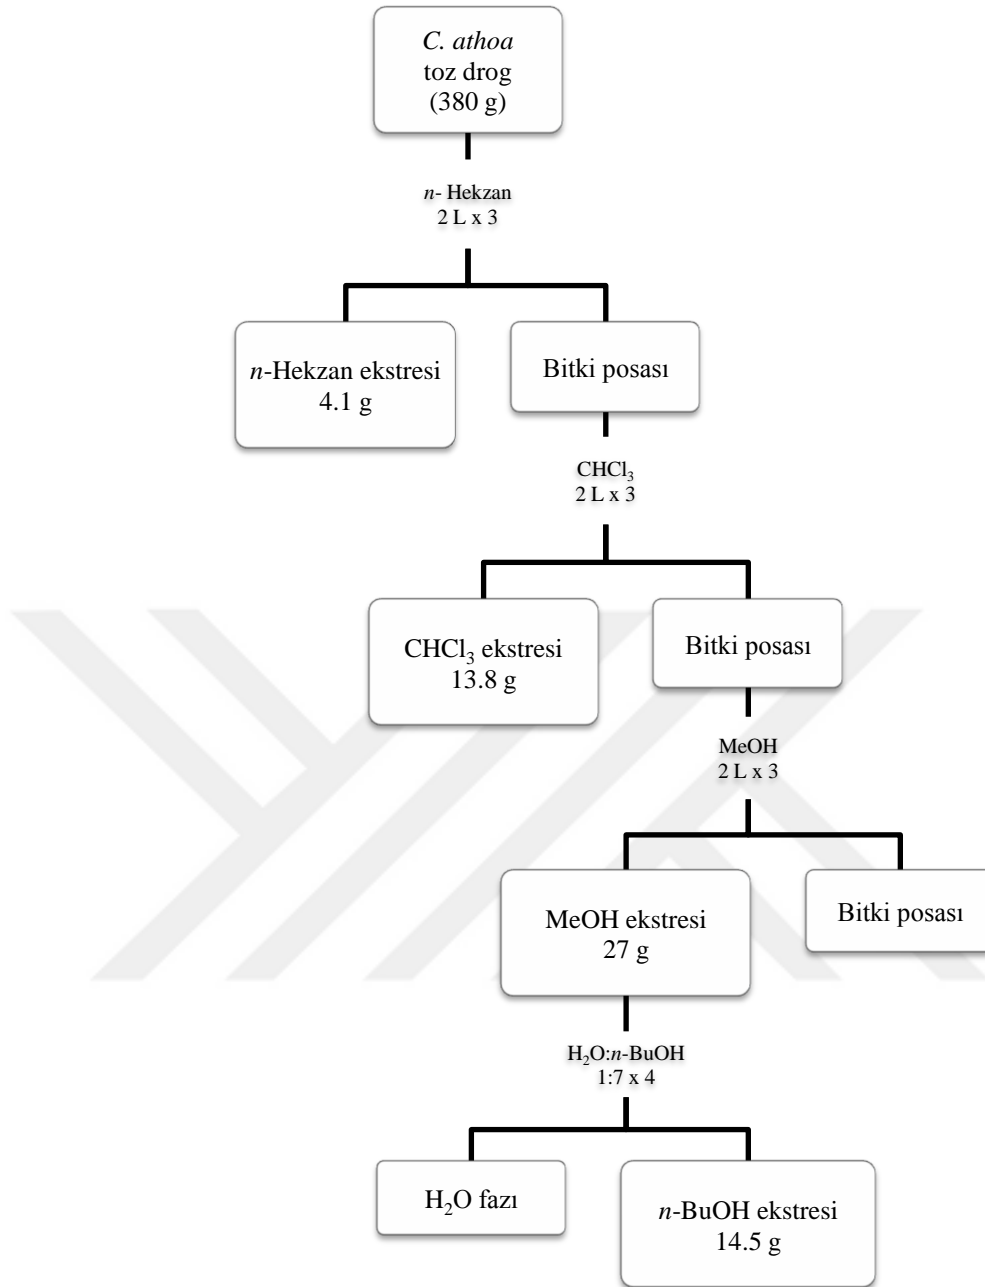 C. athoa
toz drog
(380 g)
n- Hekzan
2 L x 3
n-Hekzan ekstresi
4.1 g
Bitki posası
CHCl₃
2 L x 3
CHCl₃ ekstresi
13.8 g
Bitki posası
MeOH
2 L x 3
MeOH ekstresi
27 g
Bitki posası
H₂O:n-BuOH
1:7 x 4
H₂O fazı
n-BuOH ekstresi
14.5 g